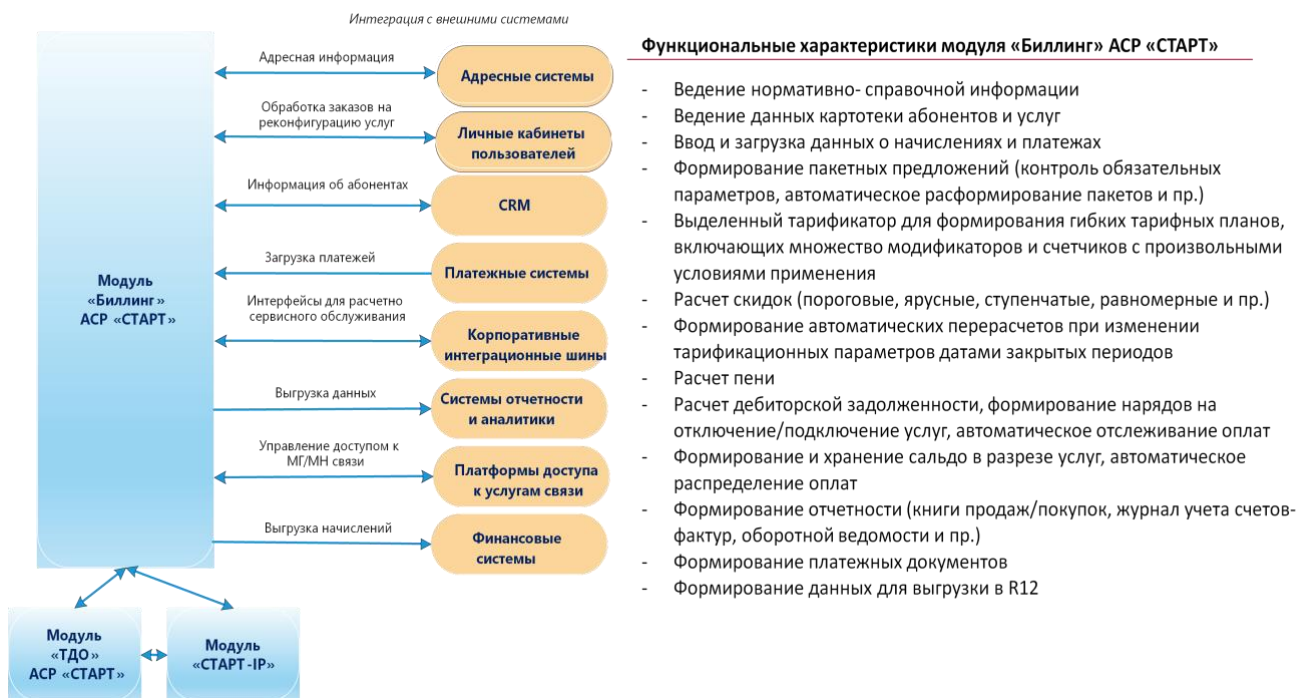 Интеграция с внешними системами
Адресная информация
Адресные системы
Обработка заказов на
реконфигурацию услуг
Личные кабинеты
пользователей
Информация об абонентах
CRM
Загрузка платежей
Платежные системы
Модуль
«Биллинг»
АСР «СТАРТ»
Интерфейсы для расчетно
сервисного обслуживания
Корпоративные
интеграционные шины
Выгрузка данных
Системы отчетности
и аналитики
Управление доступом к
МГ/МН связи
Платформы доступа
к услугам связи
Выгрузка начислений
Финансовые
системы
Модуль
«ТДО»
АСР «СТАРТ»
Модуль
«СТАРТ-IP»
Функциональные характеристики модуля «Биллинг» АСР «СТАРТ»
- Ведение нормативно- справочной информации
- Ведение данных картотеки абонентов и услуг
- Ввод и загрузка данных о начислениях и платежах
- Формирование пакетных предложений (контроль обязательных
параметров, автоматическое расформирование пакетов и пр.)
- Выделенный тарификатор для формирования гибких тарифных планов,
включающих множество модификаторов и счетчиков с произвольными
условиями применения
- Расчет скидок (пороговые, ярусные, ступенчатые, равномерные и пр.)
- Формирование автоматических перерасчетов при изменении
тарификационных параметров датами закрытых периодов
- Расчет пени
- Расчет дебиторской задолженности, формирование нарядов на
отключение/подключение услуг, автоматическое отслеживание оплат
- Формирование и хранение сальдо в разрезе услуг, автоматическое
распределение оплат
- Формирование отчетности (книги продаж/покупок, журнал учета счетов-
фактур, оборотной ведомости и пр.)
- Формирование платежных документов
- Формирование данных для выгрузки в R12